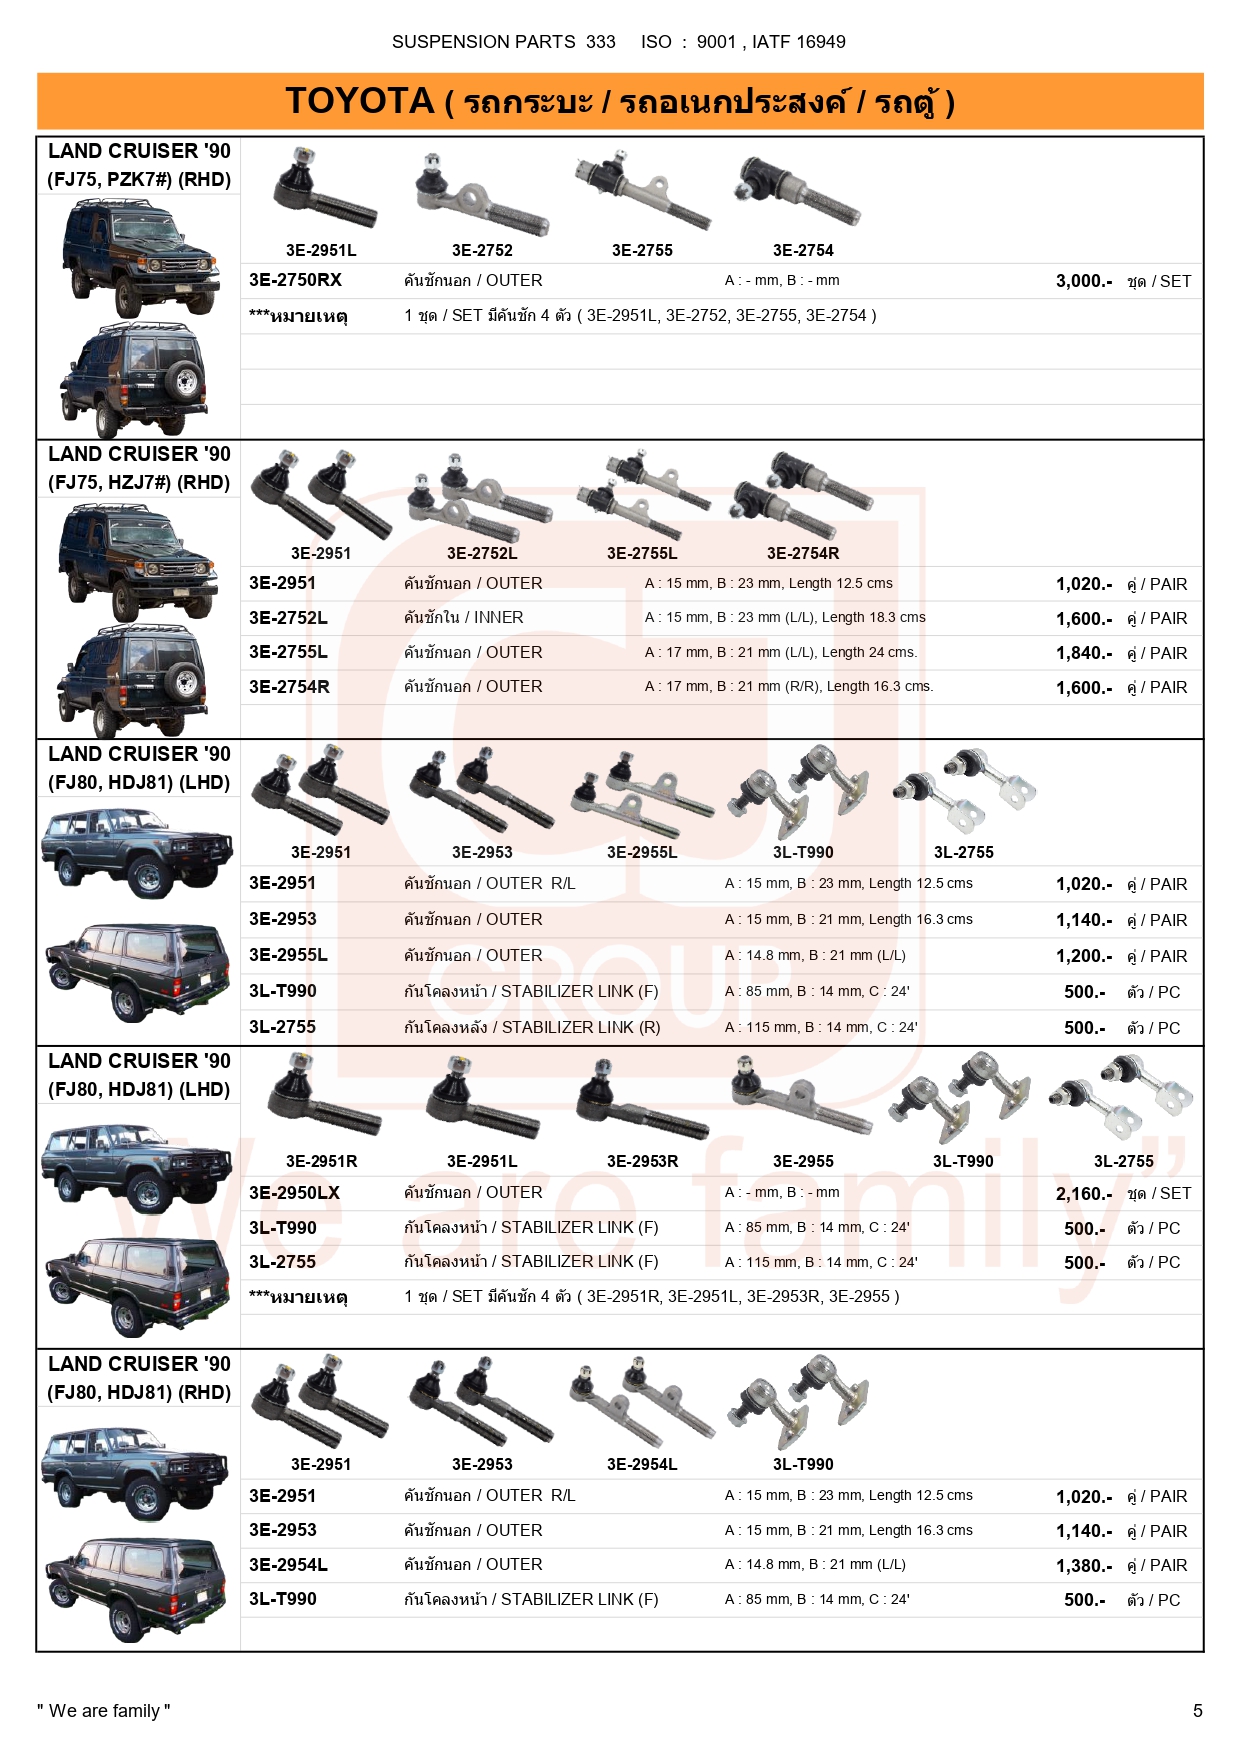 SUSPENSION PARTS 333 ISO : 9001 , IATF 16949
TOYOTA ( รถกระบะ / รถอเนกประสงค์ / รถตู้ )
LAND CRUISER '90
(FJ75, PZK7#) (RHD)
3E-2951L 3E-2752 3E-2755 3E-2754
3E-2750RX คันชักนอก / OUTER A : - mm, B : - mm 3,000.- ชุด / SET
***หมายเหตุ 1 ชุด / SET มีคันชัก 4 ตัว ( 3E-2951L, 3E-2752, 3E-2755, 3E-2754 )
LAND CRUISER '90
(FJ75, HZJ7#) (RHD)
3E-2951 3E-2752L 3E-2755L 3E-2754R
3E-2951 คันชักนอก / OUTER A : 15 mm, B : 23 mm, Length 12.5 cms 1,020.- คู่ / PAIR
3E-2752L คันชักใน / INNER A : 15 mm, B : 23 mm (L/L), Length 18.3 cms 1,600.- คู่ / PAIR
3E-2755L คันชักนอก / OUTER A : 17 mm, B : 21 mm (L/L), Length 24 cms. 1,840.- คู่ / PAIR
3E-2754R คันชักนอก / OUTER A : 17 mm, B : 21 mm (R/R), Length 16.3 cms. 1,600.- คู่ / PAIR
LAND CRUISER '90
(FJ80, HDJ81) (LHD)
3E-2951 3E-2953 3E-2955L 3L-T990 3L-2755
3E-2951 คันชักนอก / OUTER R/L A : 15 mm, B : 23 mm, Length 12.5 cms 1,020.- คู่ / PAIR
3E-2953 คันชักนอก / OUTER A : 15 mm, B : 21 mm, Length 16.3 cms 1,140.- คู่ / PAIR
3E-2955L คันชักนอก / OUTER A : 14.8 mm, B : 21 mm (L/L) 1,200.- คู่ / PAIR
3L-T990 กันโคลงหน้า / STABILIZER LINK (F) A : 85 mm, B : 14 mm, C : 24' 500.- ตัว / PC
3L-2755 กันโคลงหลัง / STABILIZER LINK (R) A : 115 mm, B : 14 mm, C : 24' 500.- ตัว / PC
GROUP
LAND CRUISER '90
(FJ80, HDJ81) (LHD)
3E-2951R 3E-2951L 3E-2953R 3E-2955 3L-T990 3L-2755
3E-2950LX คันชักนอก / OUTER A : - mm, B : - mm 2,160.- ชุด / SET
3L-T990 กันโคลงหน้า / STABILIZER LINK (F) A : 85 mm, B : 14 mm, C : 24' 500.- ตัว / PC
3L-2755 กันโคลงหน้า / STABILIZER LINK (F) A : 115 mm, B : 14 mm, C : 24' 500.- ตัว / PC
***หมายเหตุ 1 ชุด / SET มีคันชัก 4 ตัว ( 3E-2951R, 3E-2951L, 3E-2953R, 3E-2955 )
We are family”
LAND CRUISER '90
(FJ80, HDJ81) (RHD)
3E-2951 3E-2953 3E-2954L 3L-T990
3E-2951 คันชักนอก / OUTER R/L A : 15 mm, B : 23 mm, Length 12.5 cms 1,020.- คู่ / PAIR
3E-2953 คันชักนอก / OUTER A : 15 mm, B : 21 mm, Length 16.3 cms 1,140.- คู่ / PAIR
3E-2954L คันชักนอก / OUTER A : 14.8 mm, B : 21 mm (L/L) 1,380.- คู่ / PAIR
3L-T990 กันโคลงหน้า / STABILIZER LINK (F) A : 85 mm, B : 14 mm, C : 24' 500.- ตัว / PC
" We are family " 5